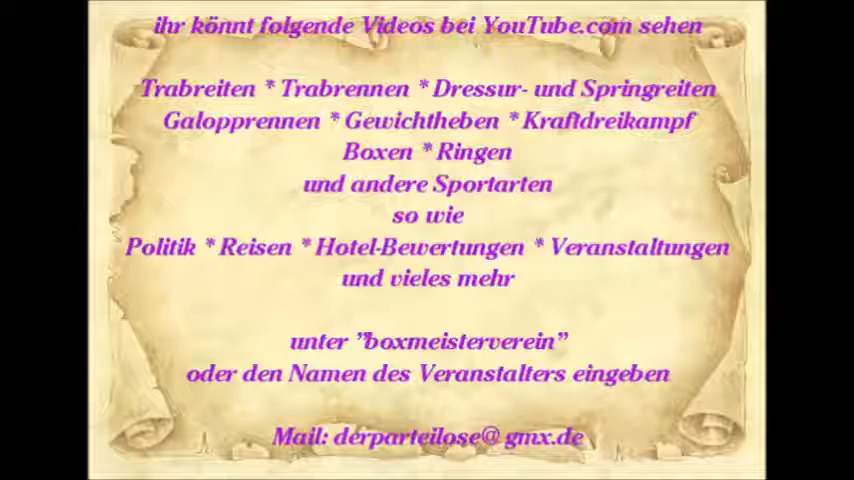 ihr könnt folgende Videos bei YouTube.com sehen
Trabreiten * Trabrennen * Dressur- und Springreiten
Galopprennen * Gewichtheben * Kraftdreikampf
Boxen * Ringen
und andere Sportarten
so wie
Politik * Reisen * Hotel-Bewertungen * Veranstaltungen
und vieles mehr
unter "boxmeisterverein"
oder den Namen des Veranstalters eingeben
Mail: derparteilose@ gmx.de